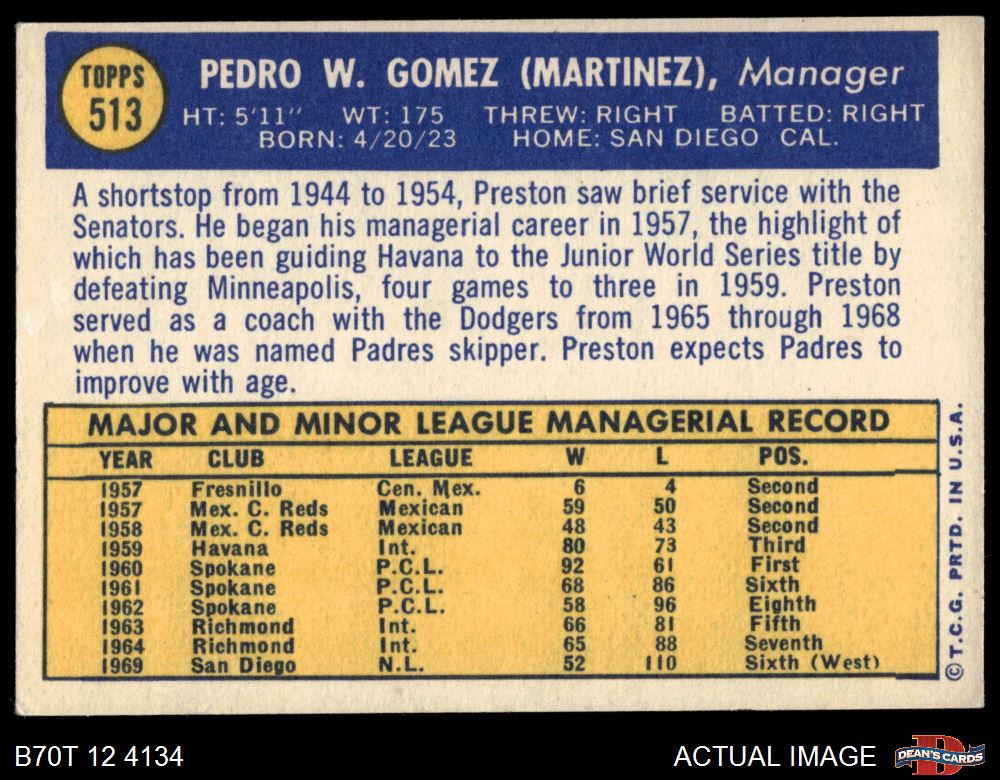 TOPPS
513
PEDRO W. GOMEZ (MARTINEZ), Manager
HT: 5'11" WT: 175 THREW: RIGHT BATTED: RIGHT
BORN: 4/20/23 HOME: SAN DIEGO CAL.
A shortstop from 1944 to 1954, Preston saw brief service with the
Senators. He began his managerial career in 1957, the highlight of
which has been guiding Havana to the Junior World Series title by
defeating Minneapolis, four games to three in 1959. Preston
served as a coach with the Dodgers from 1965 through 1968
when he was named Padres skipper. Preston expects Padres to
improve with age.
MAJOR AND MINOR LEAGUE MANAGERIAL RECORD
YEAR CLUB LEAGUE W L POS.
1957 Fresnillo Cen. Mex. 6 4 Second
1957 Mex. C. Reds Mexican 59 50 Second
1958 Mex. C. Reds Mexican 48 43 Second
1959 Havana Int. 80 73 Third
1960 Spokane P.C.L. 92 61 First
1961 Spokane P.C.L. 68 86 Sixth
1962 Spokane P.C.L. 58 96 Eighth
1963 Richmond Int. 66 81 Fifth
1964 Richmond Int. 65 88 Seventh
1969 San Diego N.L. 52 110 Sixth (West)
© T.C.G. PRTD. IN U.S.A.
B70T 12 4134
ACTUAL IMAGE
D
DEAN'S CARDS